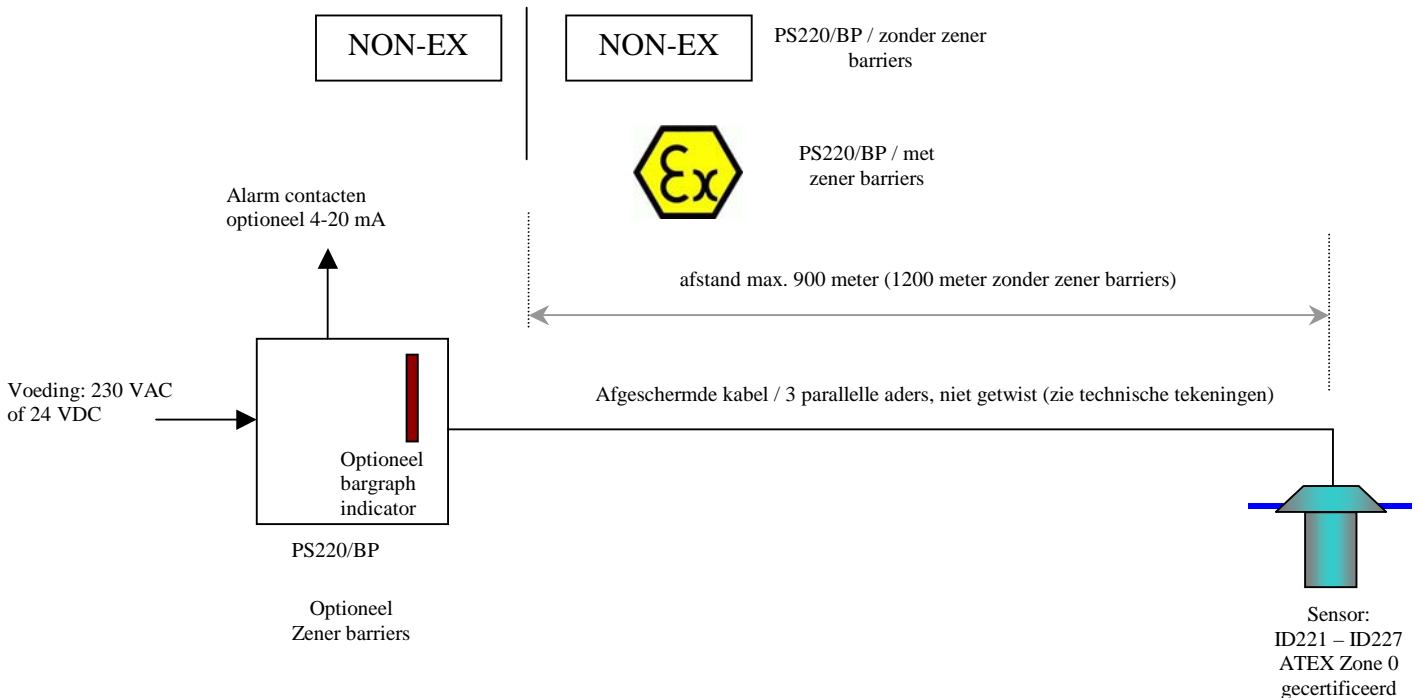 NON-EX
NON-EX
PS220/BP / zonder zener
barriers
Ex
PS220/BP / met
zener barriers
Alarm contacten
optioneel 4-20 mA
afstand max. 900 meter (1200 meter zonder zener barriers)
Voeding: 230 VAC
of 24 VDC
Afgeschermde kabel / 3 parallelle aders, niet getwist (zie technische tekeningen)
Optioneel
bargraph
indicator
PS220/BP
Optioneel
Zener barriers
Sensor:
ID221 – ID227
ATEX Zone 0
gecertificeerd